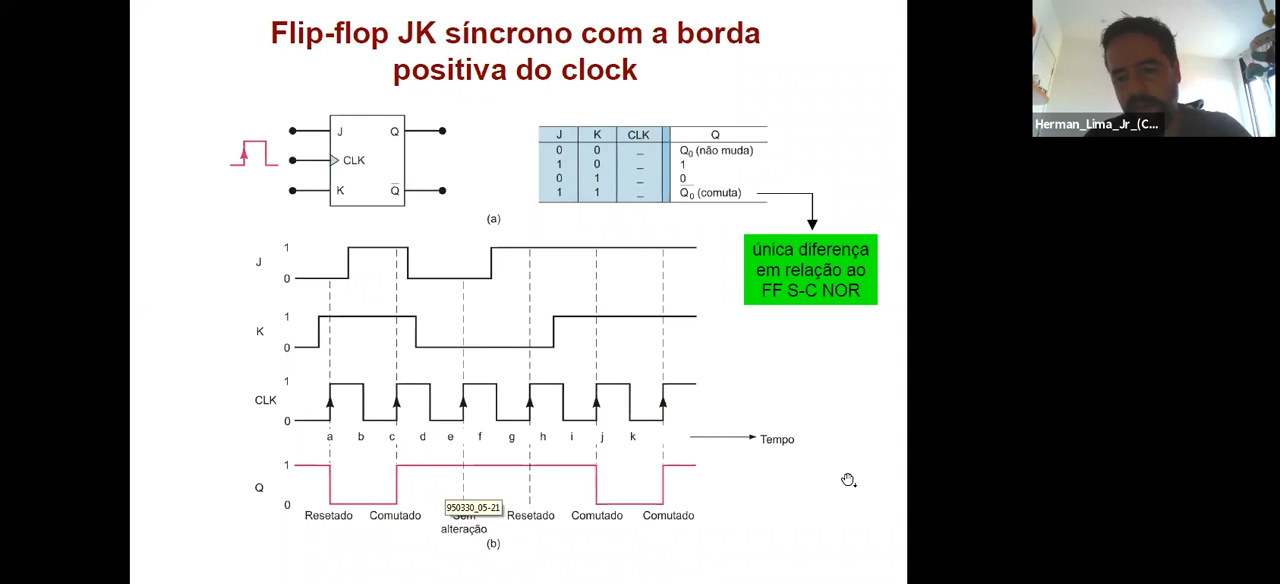 Flip-flop JK síncrono com a borda
positiva do clock
Herman_Lima_Jr_(C...
J Q
CLK
K Q̅
(a)
J K CLK Q
0 0 _ Q₀ (não muda)
1 0 _ 1
0 1 _ 0
1 1 _ Q̅₀ (comuta)
única diferença
em relação ao
FF S-C NOR
1
J
0
1
K
0
1
CLK
0
a b c d e f g h i j k
Tempo
1
Q
0
950330_05-21
Resetado Comutado Sem Resetado Comutado Comutado
alteração
(b)